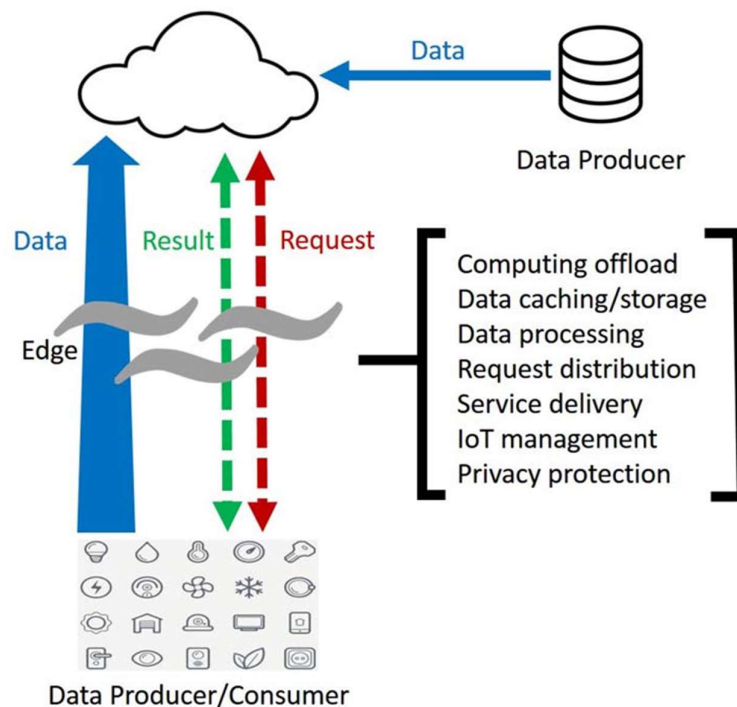 Data
Data Producer
Data
Result
Request
Edge
Computing offload
Data caching/storage
Data processing
Request distribution
Service delivery
IoT management
Privacy protection
Data Producer/Consumer